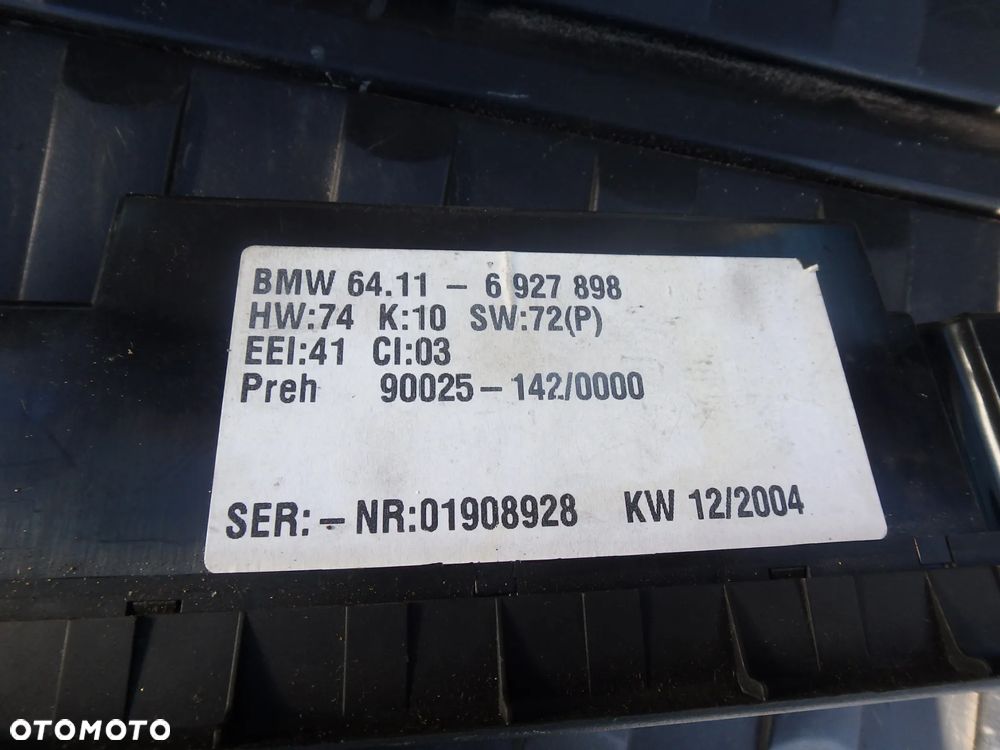 BMW 64.11 – 6 927 898
HW:74 K:10 SW:72(P)
EEI:41 CI:03
Preh 90025–142/0000
SER:–NR:01908928 KW 12/2004
OTOMOTO